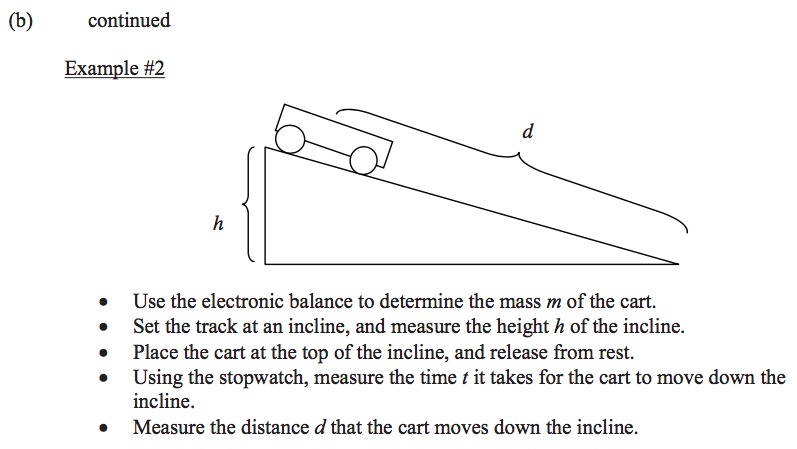 (b) continued
Example #2
d
h
• Use the electronic balance to determine the mass m of the cart.
• Set the track at an incline, and measure the height h of the incline.
• Place the cart at the top of the incline, and release from rest.
• Using the stopwatch, measure the time t it takes for the cart to move down the
incline.
• Measure the distance d that the cart moves down the incline.